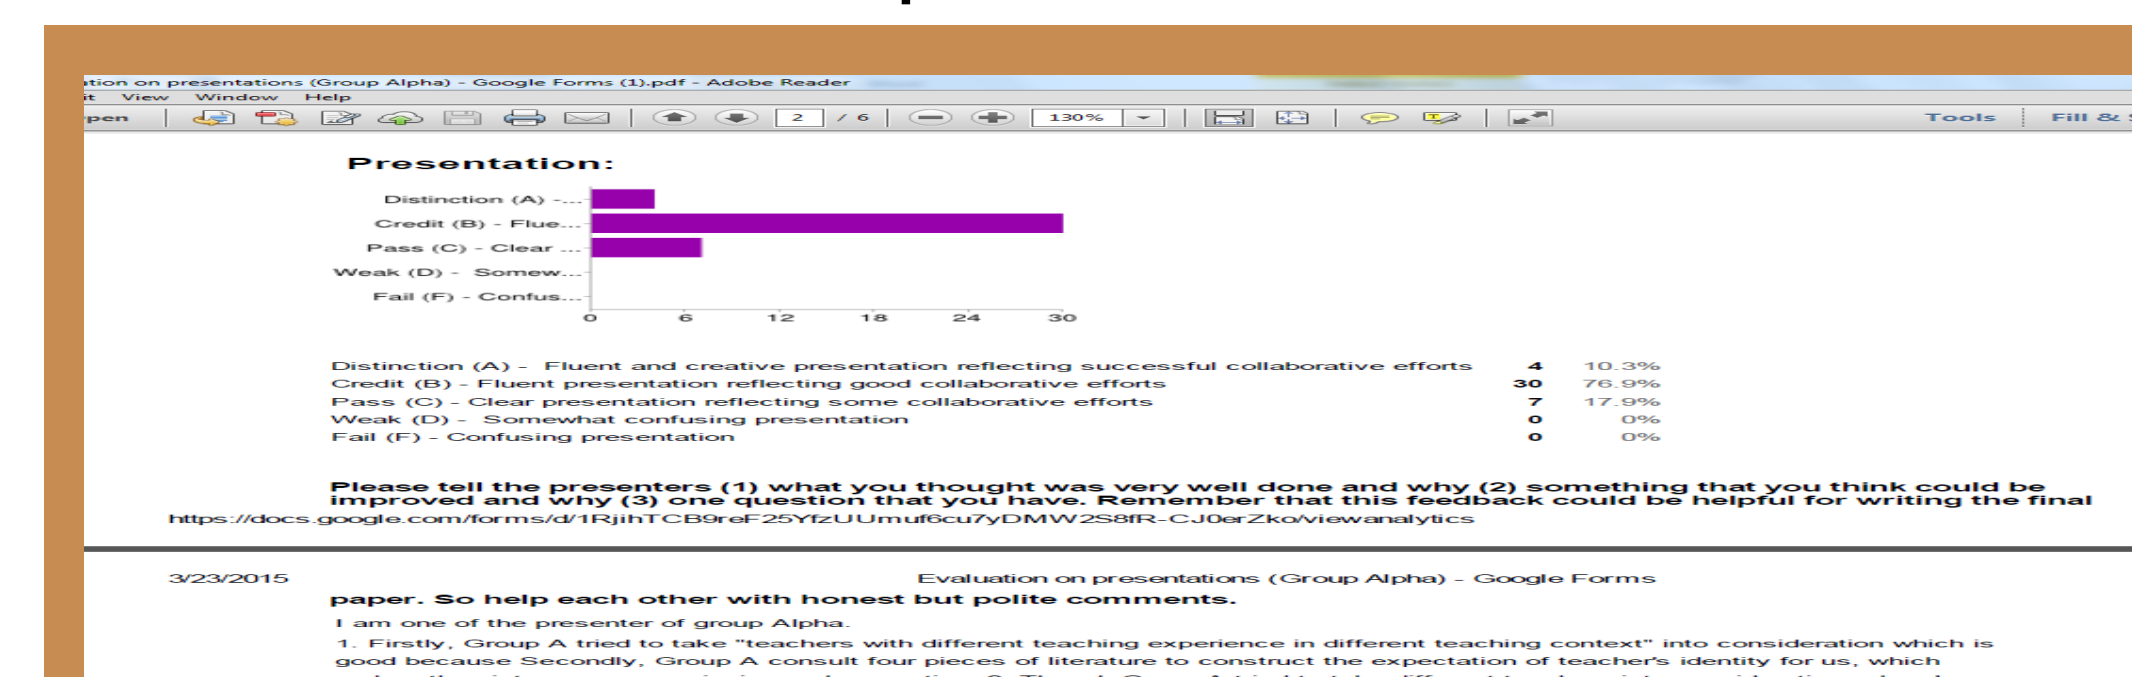 ation on presentations (Group Alpha) - Google Forms (1).pdf - Adobe Reader
it View Window Help
pen 2 / 6 130% Tools Fill &
Presentation:
Distinction (A) -...
Credit (B) - Flue...
Pass (C) - Clear ...
Weak (D) - Somew...
Fail (F) - Confus...
0 6 12 18 24 30
Distinction (A) - Fluent and creative presentation reflecting successful collaborative efforts 4 10.3%
Credit (B) - Fluent presentation reflecting good collaborative efforts 30 76.9%
Pass (C) - Clear presentation reflecting some collaborative efforts 7 17.9%
Weak (D) - Somewhat confusing presentation 0 0%
Fail (F) - Confusing presentation 0 0%
Please tell the presenters (1) what you thought was very well done and why (2) something that you think could be
improved and why (3) one question that you have. Remember that this feedback could be helpful for writing the final
https://docs.google.com/forms/d/1RjihTCB9reF25YfzUUmuf6cu7yDMW2S8fR-CJ0erZko/viewanalytics
3/23/2015 Evaluation on presentations (Group Alpha) - Google Forms
paper. So help each other with honest but polite comments.
I am one of the presenter of group Alpha.
1. Firstly, Group A tried to take "teachers with different teaching experience in different teaching context" into consideration which is
good because Secondly, Group A consult four pieces of literature to construct the expectation of teacher's identity for us, which